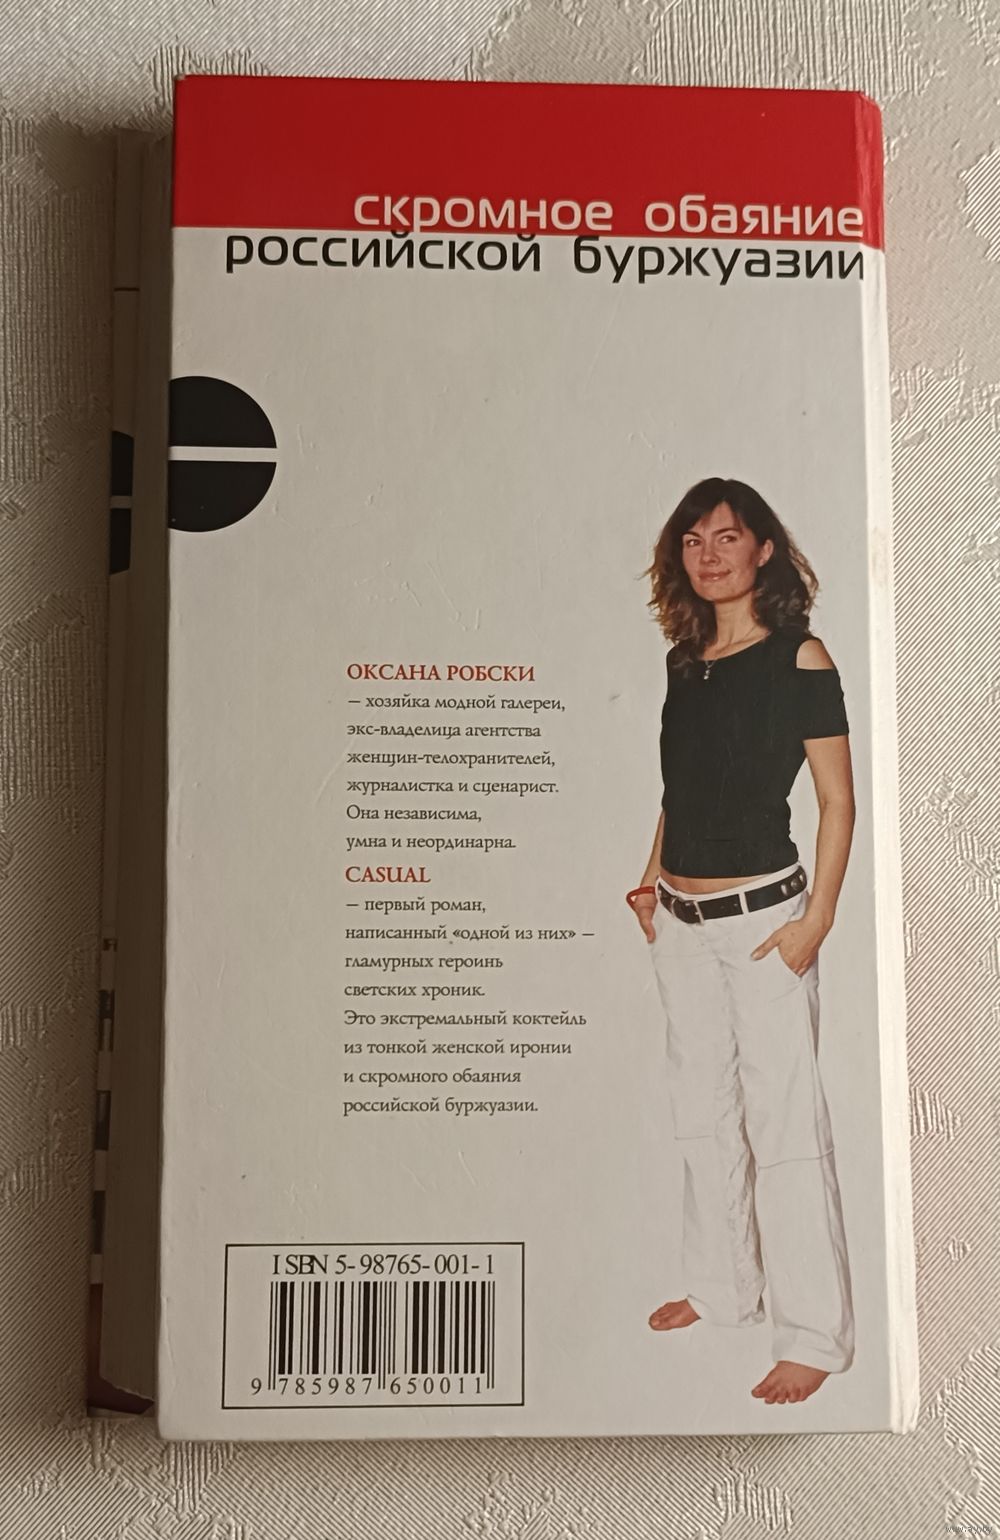 скромное обаяние
российской буржуазии
ОКСАНА РОБСКИ
– хозяйка модной галереи,
экс-владелица агентства
женщин-телохранителей,
журналистка и сценарист.
Она независима,
умна и неординарна.
CASUAL
– первый роман,
написанный «одной из них» –
гламурных героинь
светских хроник.
Это экстремальный коктейль
из тонкой женской иронии
и скромного обаяния
российской буржуазии.
ISBN 5-98765-001-1
9 785987 650011